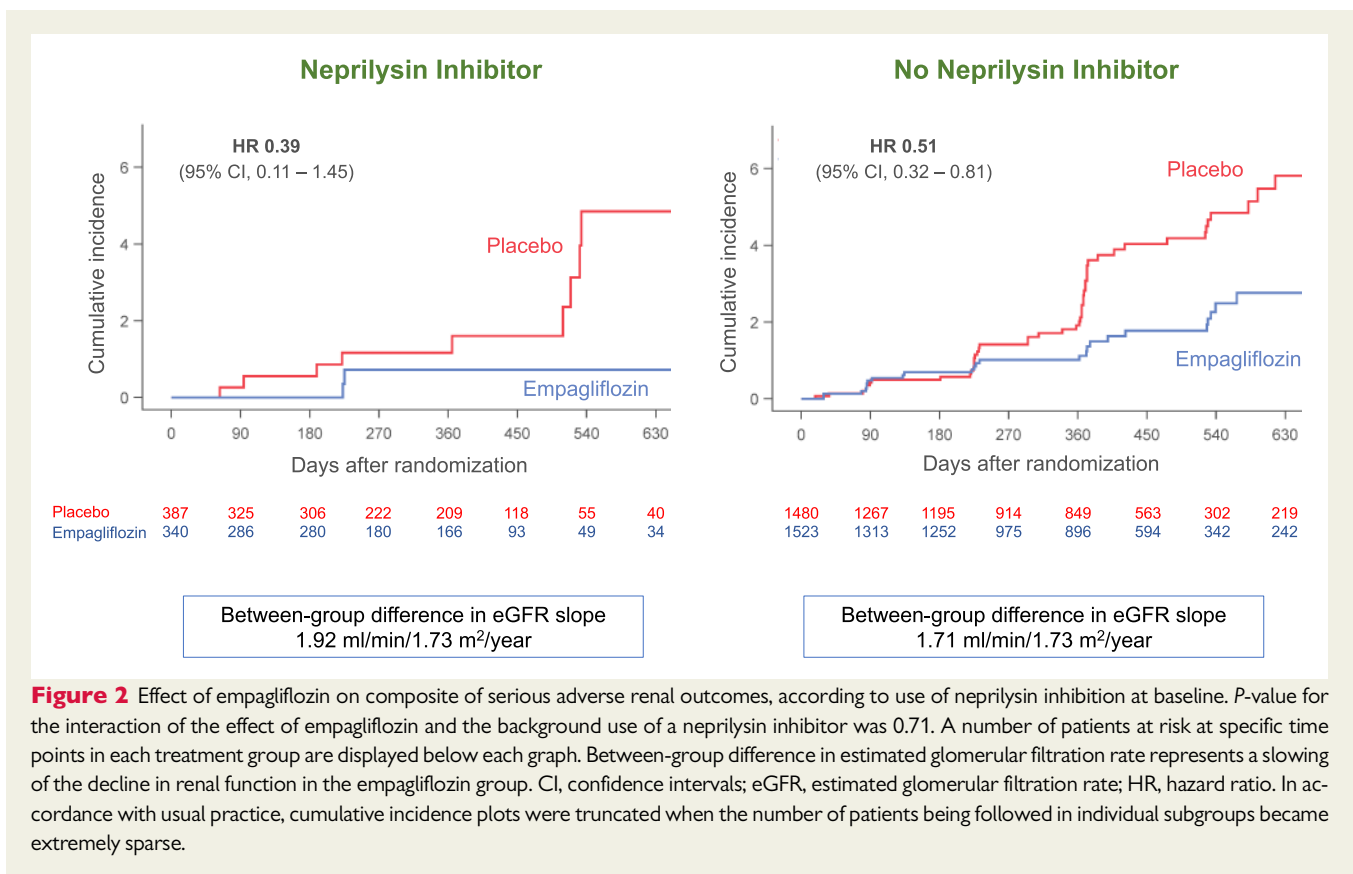 Neprilysin Inhibitor
HR 0.39
(95% CI, 0.11 – 1.45)
Cumulative incidence
6
4
2
0
Placebo
Empagliflozin
0 90 180 270 360 450 540 630
Days after randomization
Placebo 387 325 306 222 209 118 55 40
Empagliflozin 340 286 280 180 166 93 49 34
Between-group difference in eGFR slope
1.92 ml/min/1.73 m²/year
No Neprilysin Inhibitor
HR 0.51
(95% CI, 0.32 – 0.81)
Cumulative incidence
6
4
2
0
Placebo
Empagliflozin
0 90 180 270 360 450 540 630
Days after randomization
1480 1267 1195 914 849 563 302 219
1523 1313 1252 975 896 594 342 242
Between-group difference in eGFR slope
1.71 ml/min/1.73 m²/year
Figure 2 Effect of empagliflozin on composite of serious adverse renal outcomes, according to use of neprilysin inhibition at baseline. P-value for
the interaction of the effect of empagliflozin and the background use of a neprilysin inhibitor was 0.71. A number of patients at risk at specific time
points in each treatment group are displayed below each graph. Between-group difference in estimated glomerular filtration rate represents a slowing
of the decline in renal function in the empagliflozin group. CI, confidence intervals; eGFR, estimated glomerular filtration rate; HR, hazard ratio. In ac-
cordance with usual practice, cumulative incidence plots were truncated when the number of patients being followed in individual subgroups became
extremely sparse.